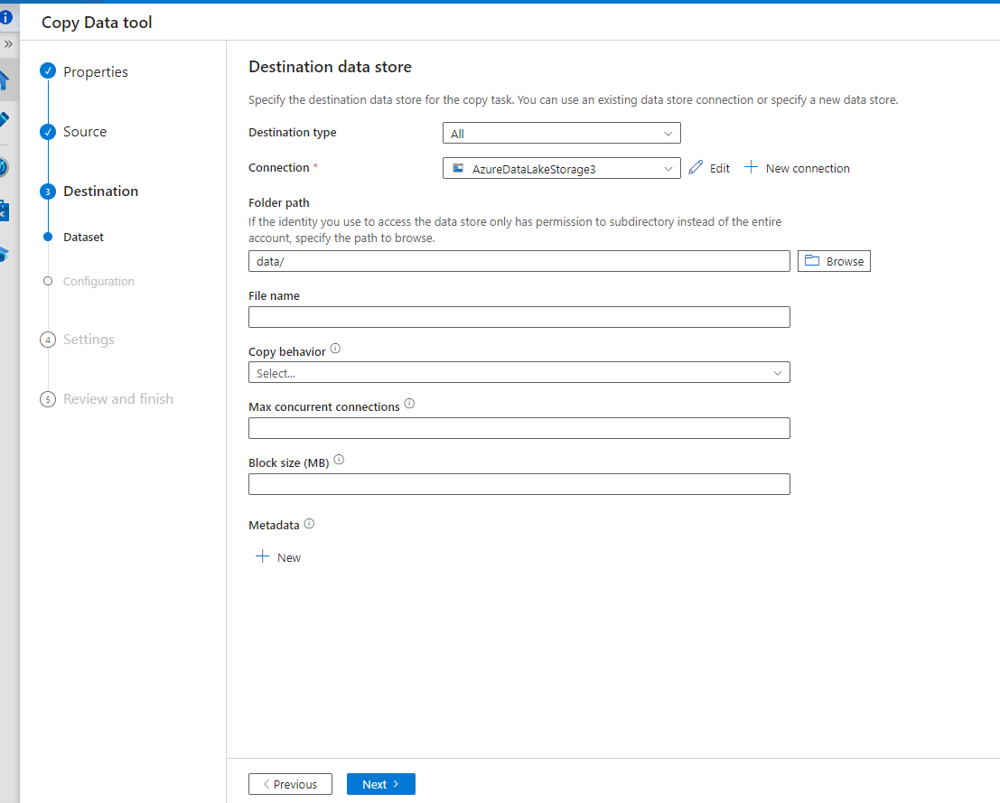 Copy Data tool
Properties
Source
3 Destination
Dataset
Configuration
4 Settings
5 Review and finish
Destination data store
Specify the destination data store for the copy task. You can use an existing data store connection or specify a new data store.
Destination type All
Connection * AzureDataLakeStorage3 Edit New connection
Folder path
If the identity you use to access the data store only has permission to subdirectory instead of the entire
account, specify the path to browse.
data/ Browse
File name
Copy behavior
Select...
Max concurrent connections
Block size (MB)
Metadata
New
Previous Next